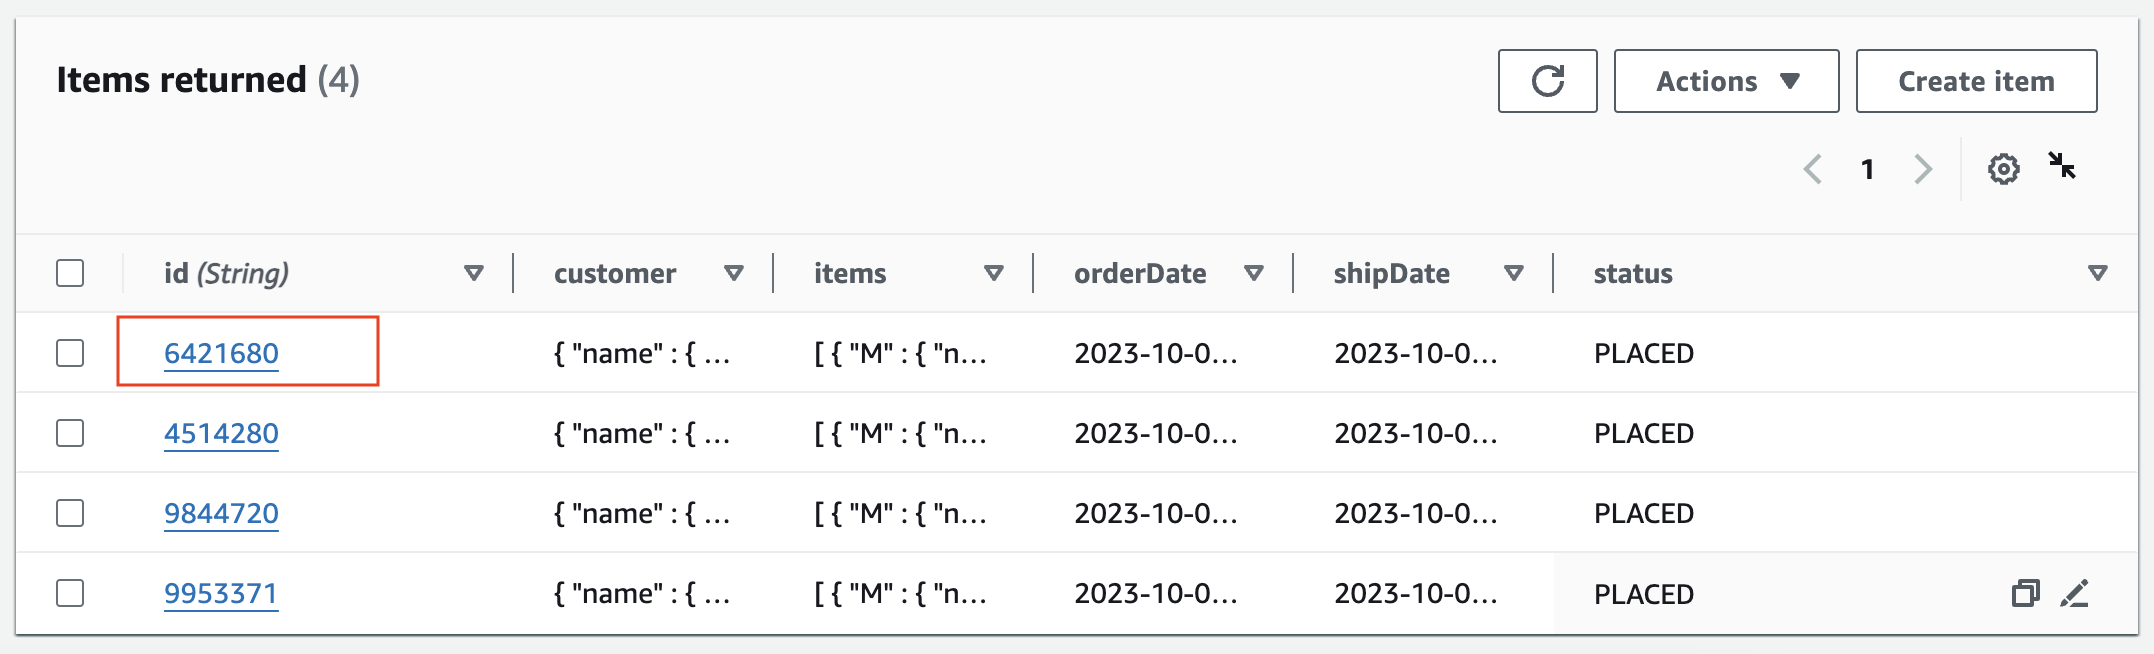 Items returned (4)
Actions
Create item
1
id (String) customer items orderDate shipDate status
6421680 { "name" : { ... [ { "M" : { "n... 2023-10-0... 2023-10-0... PLACED
4514280 { "name" : { ... [ { "M" : { "n... 2023-10-0... 2023-10-0... PLACED
9844720 { "name" : { ... [ { "M" : { "n... 2023-10-0... 2023-10-0... PLACED
9953371 { "name" : { ... [ { "M" : { "n... 2023-10-0... 2023-10-0... PLACED